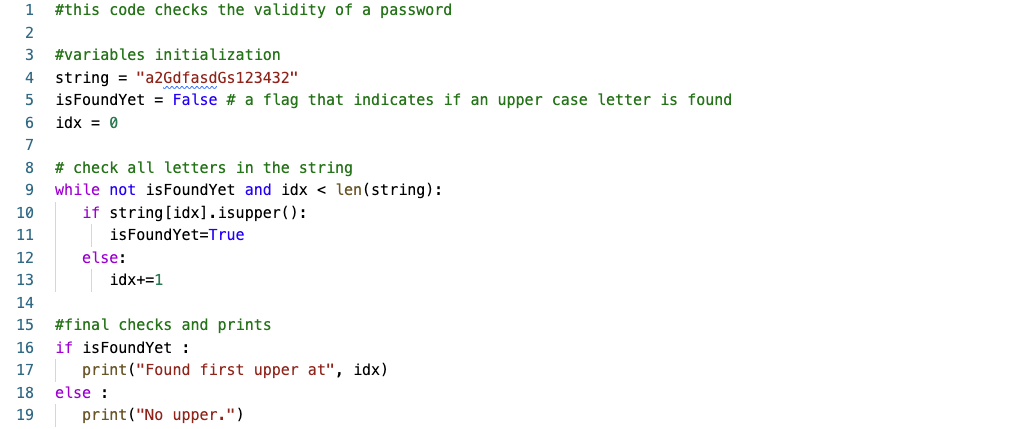 1 #this code checks the validity of a password
2
3 #variables initialization
4 string = "a2GdfasdGs123432"
5 isFoundYet = False # a flag that indicates if an upper case letter is found
6 idx = 0
7
8 # check all letters in the string
9 while not isFoundYet and idx < len(string):
10 if string[idx].isupper():
11 isFoundYet=True
12 else:
13 idx+=1
14
15 #final checks and prints
16 if isFoundYet :
17 print("Found first upper at", idx)
18 else :
19 print("No upper.")